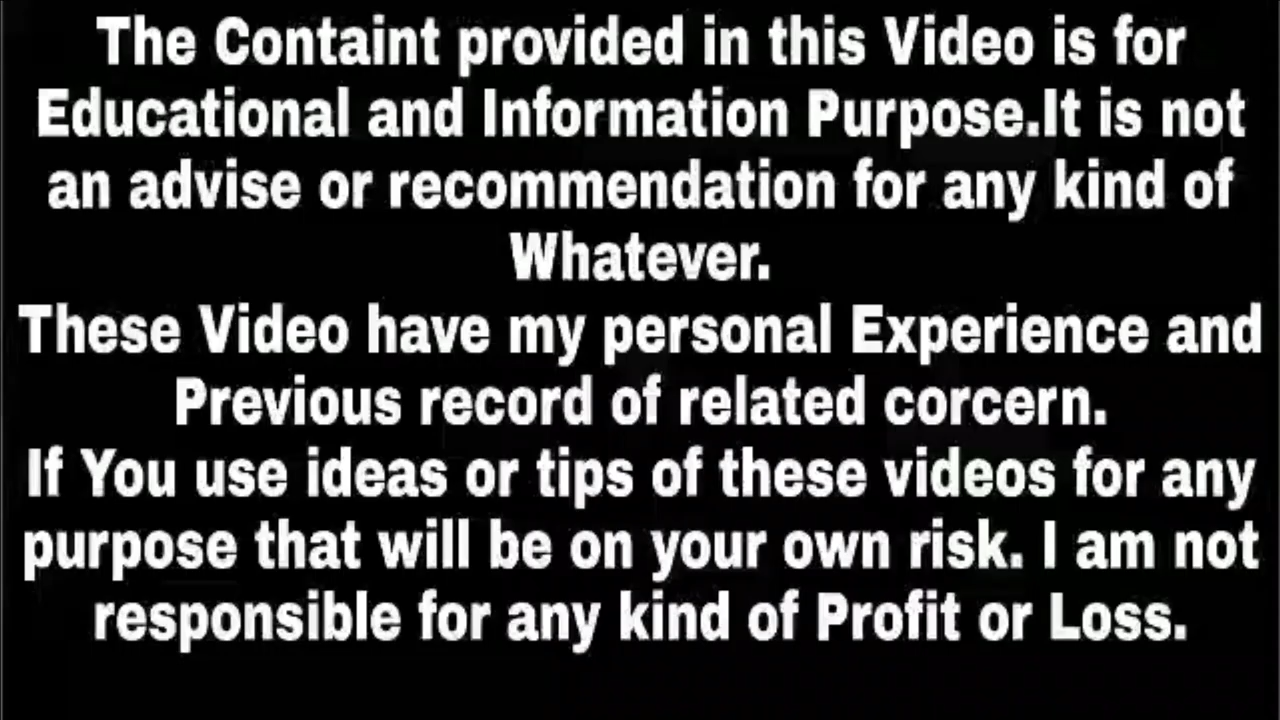 The Containt provided in this Video is for
Educational and Information Purpose.It is not
an advise or recommendation for any kind of
Whatever.
These Video have my personal Experience and
Previous record of related corcern.
If You use ideas or tips of these videos for any
purpose that will be on your own risk. I am not
responsible for any kind of Profit or Loss.